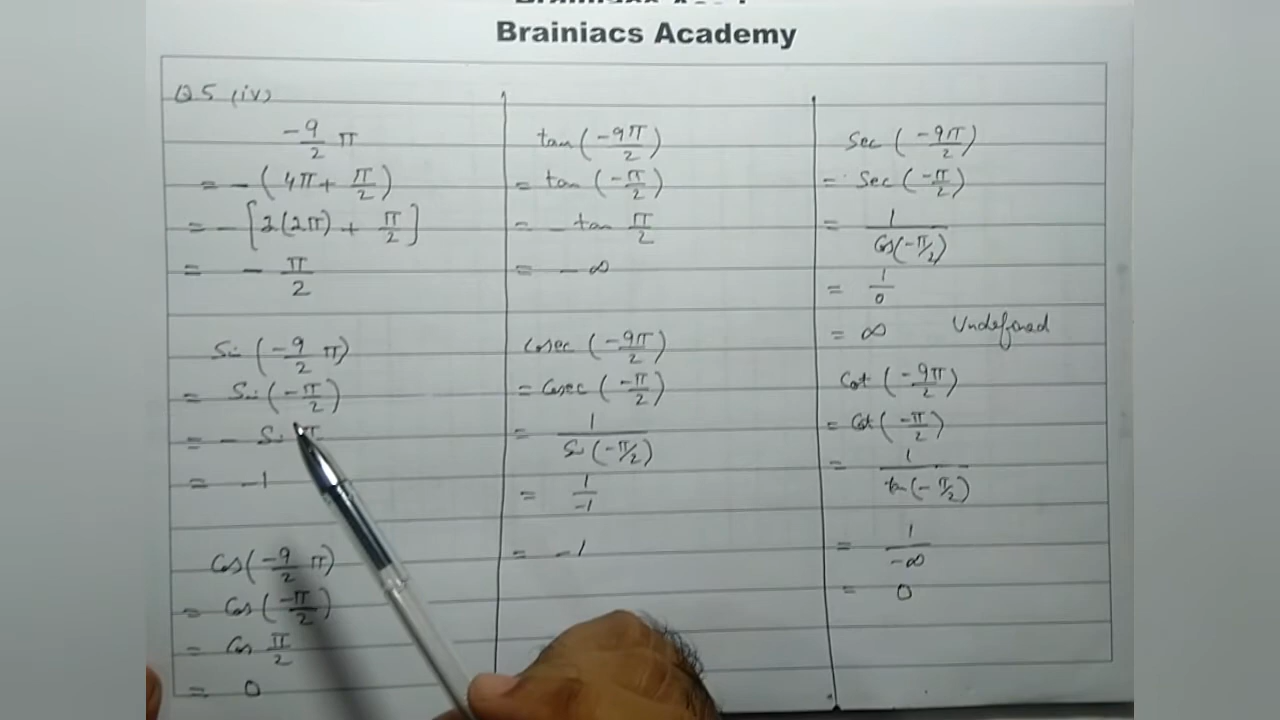 Brainiacs Academy
Q5 (iv)
-9/2 π
= -(4π + π/2)
= -[2(2π) + π/2]
= - π/2
Sin (-9/2 π)
= Sin (-π/2)
= - Sin π
= -1
Cos (-9/2 π)
= Cos (-π/2)
= Cos π/2
= 0
tan (-9π/2)
= tan (-π/2)
= - tan π/2
= - ∞
Cosec (-9π/2)
= Cosec (-π/2)
= 1/Sin (-π/2)
= 1/-1
= -1
Sec (-9π/2)
= Sec (-π/2)
= 1/Cos(-π/2)
= 1/0
= ∞ Undefined
Cot (-9π/2)
= Cot (-π/2)
= 1/tan (-π/2)
= 1/-∞
= 0